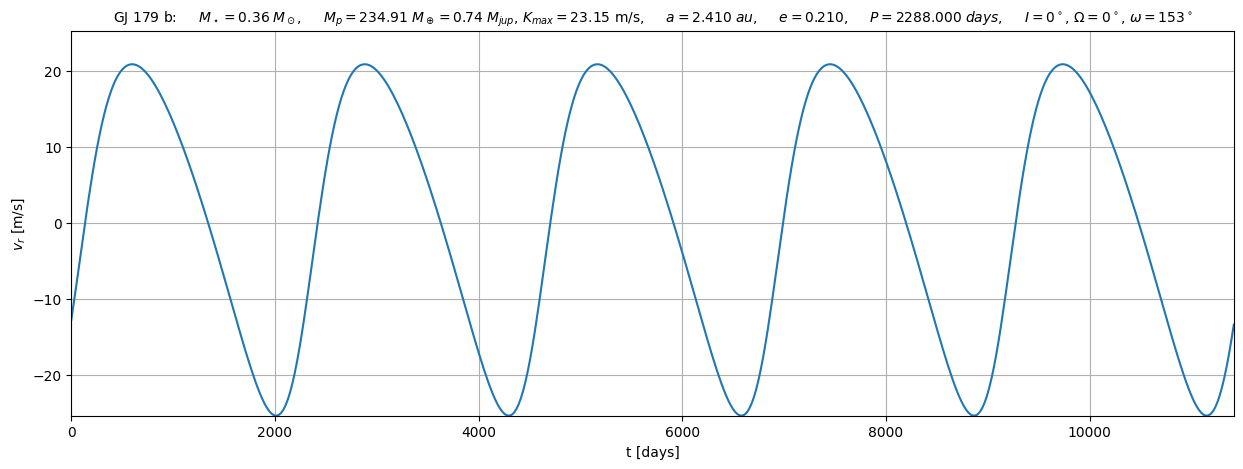 GJ 179 b: M⋆ = 0.36 M⊙, Mp = 234.91 M⊕ = 0.74 Mjup, Kmax = 23.15 m/s, a = 2.410 au, e = 0.210, P = 2288.000 days, I = 0°, Ω = 0°, ω = 153°
20
10
0
−10
−20
vr [m/s]
0 2000 4000 6000 8000 10000
t [days]